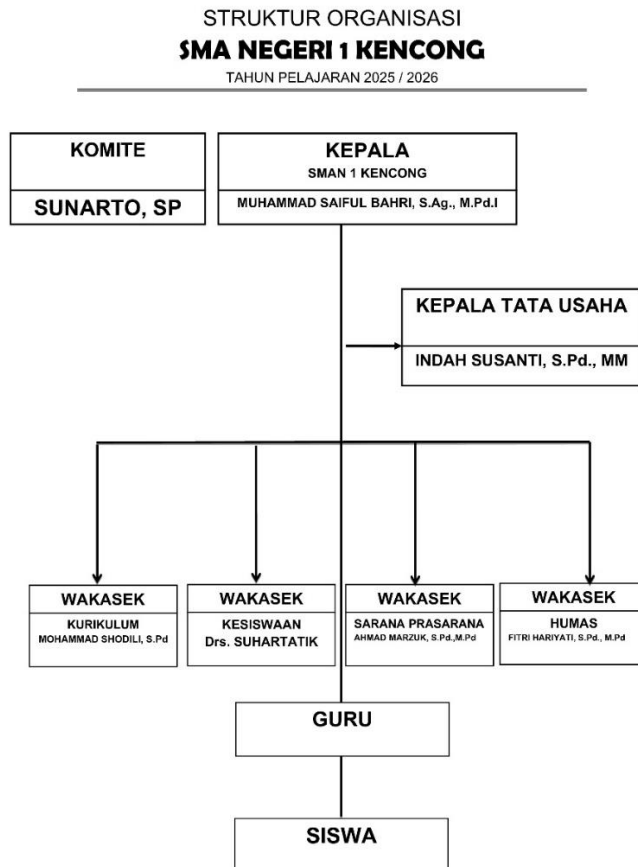 STRUKTUR ORGANISASI
SMA NEGERI 1 KENCONG
TAHUN PELAJARAN 2025 / 2026
KOMITE
SUNARTO, SP
KEPALA
SMAN 1 KENCONG
MUHAMMAD SAIFUL BAHRI, S.Ag., M.Pd.I
KEPALA TATA USAHA
INDAH SUSANTI, S.Pd., MM
WAKASEK
KURIKULUM
MOHAMMAD SHODILI, S.Pd
WAKASEK
KESISWAAN
Drs. SUHARTATIK
WAKASEK
SARANA PRASARANA
AHMAD MARZUK, S.Pd.,M.Pd
WAKASEK
HUMAS
FITRI HARIYATI, S.Pd., M.Pd
GURU
SISWA